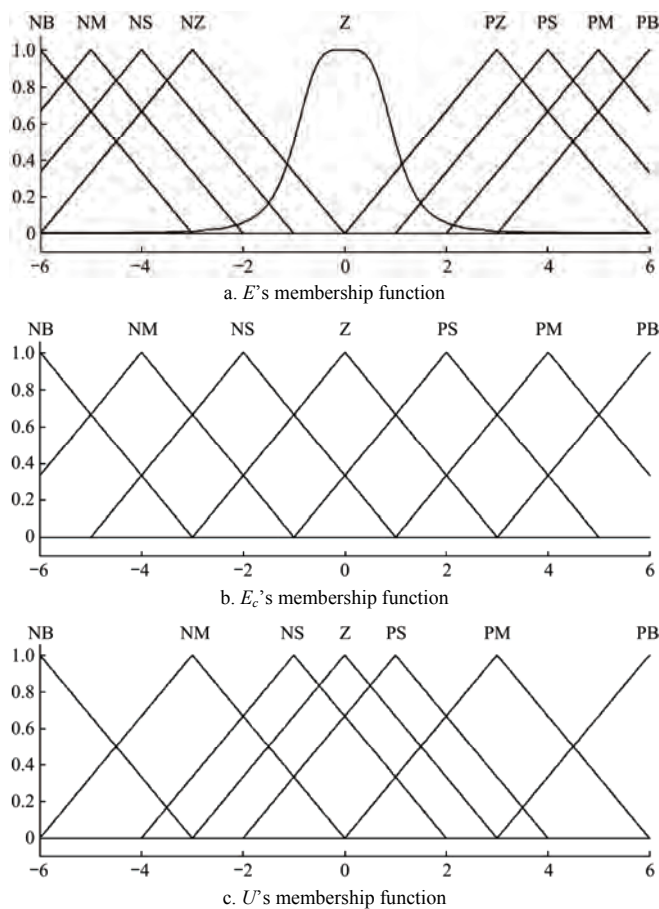 NB NM NS NZ Z PZ PS PM PB
1.0
0.8
0.6
0.4
0.2
0
−6 −4 −2 0 2 4 6
a. E's membership function
NB NM NS Z PS PM PB
1.0
0.8
0.6
0.4
0.2
0
−6 −4 −2 0 2 4 6
b. Ec's membership function
NB NM NS Z PS PM PB
1.0
0.8
0.6
0.4
0.2
0
−6 −4 −2 0 2 4 6
c. U's membership function